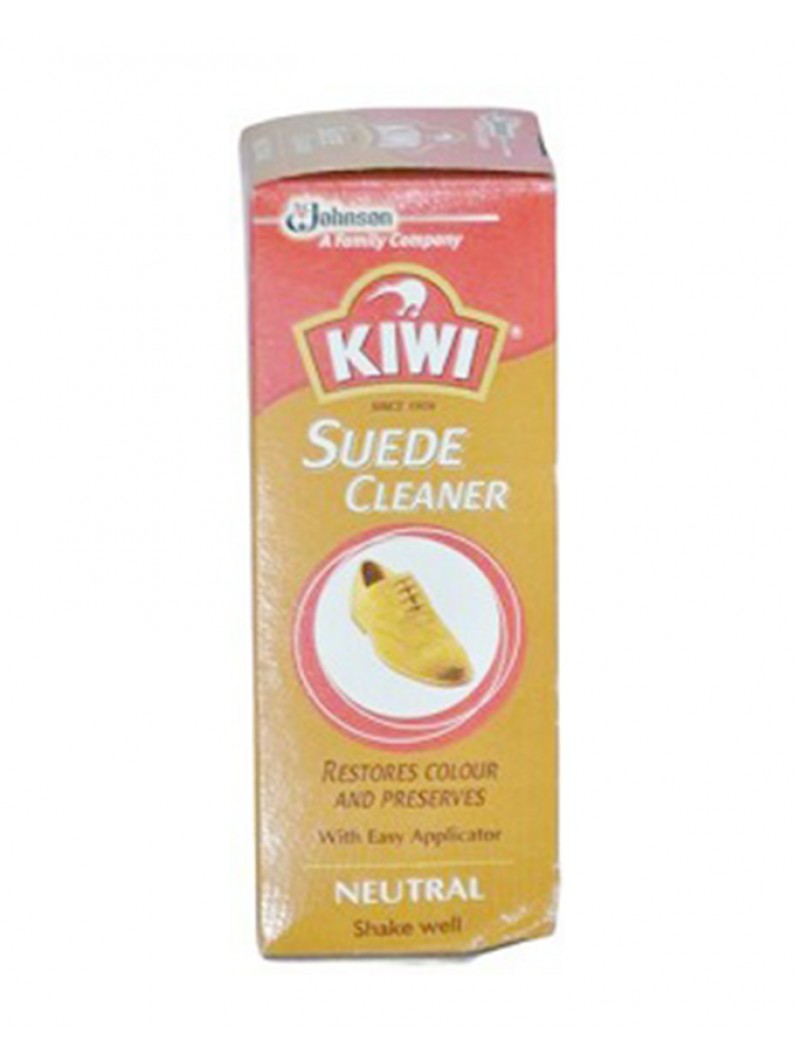 SC Johnson
A Family Company
KIWI
®
SINCE 1906
SUEDE
CLEANER
RESTORES COLOUR
AND PRESERVES
With Easy Applicator
NEUTRAL
Shake well